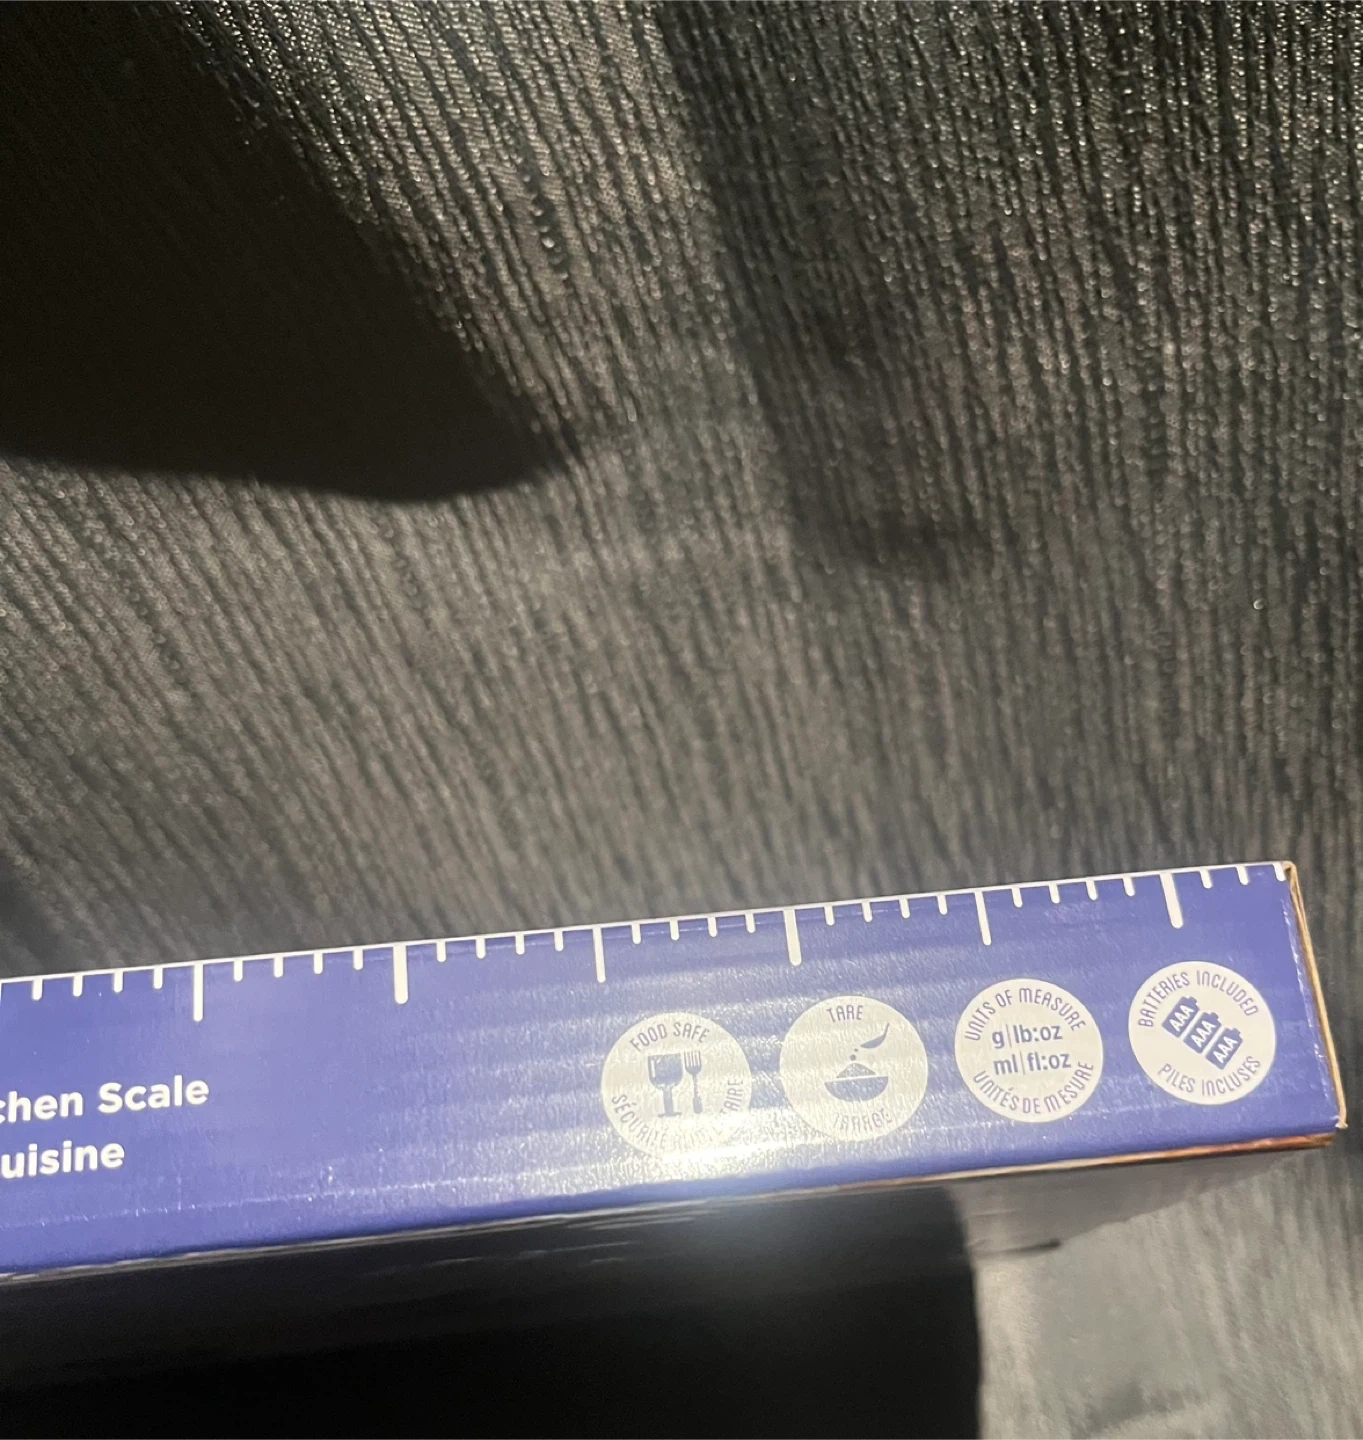 chen Scale
uisine
FOOD SAFE
TARE
TARAGE
UNITS OF MEASURE
g|lb:oz
ml|fl:oz
UNITÉS DE MESURE
BATTERIES INCLUDED
AAA
AAA
AAA
PILES INCLUSES